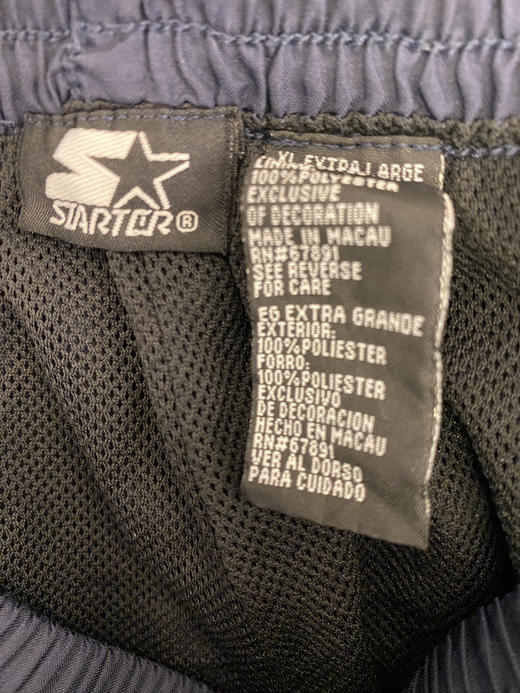 STARTER®
XL EXTRA LARGE
100%POLYESTER
EXCLUSIVE
OF DECORATION
MADE IN MACAU
RN#67891
SEE REVERSE
FOR CARE
EG EXTRA GRANDE
EXTERIOR:
100%POLIESTER
FORRO:
100%POLIESTER
EXCLUSIVO
DE DECORACION
HECHO EN MACAU
RN#67891
VER AL DORSO
PARA CUIDADO